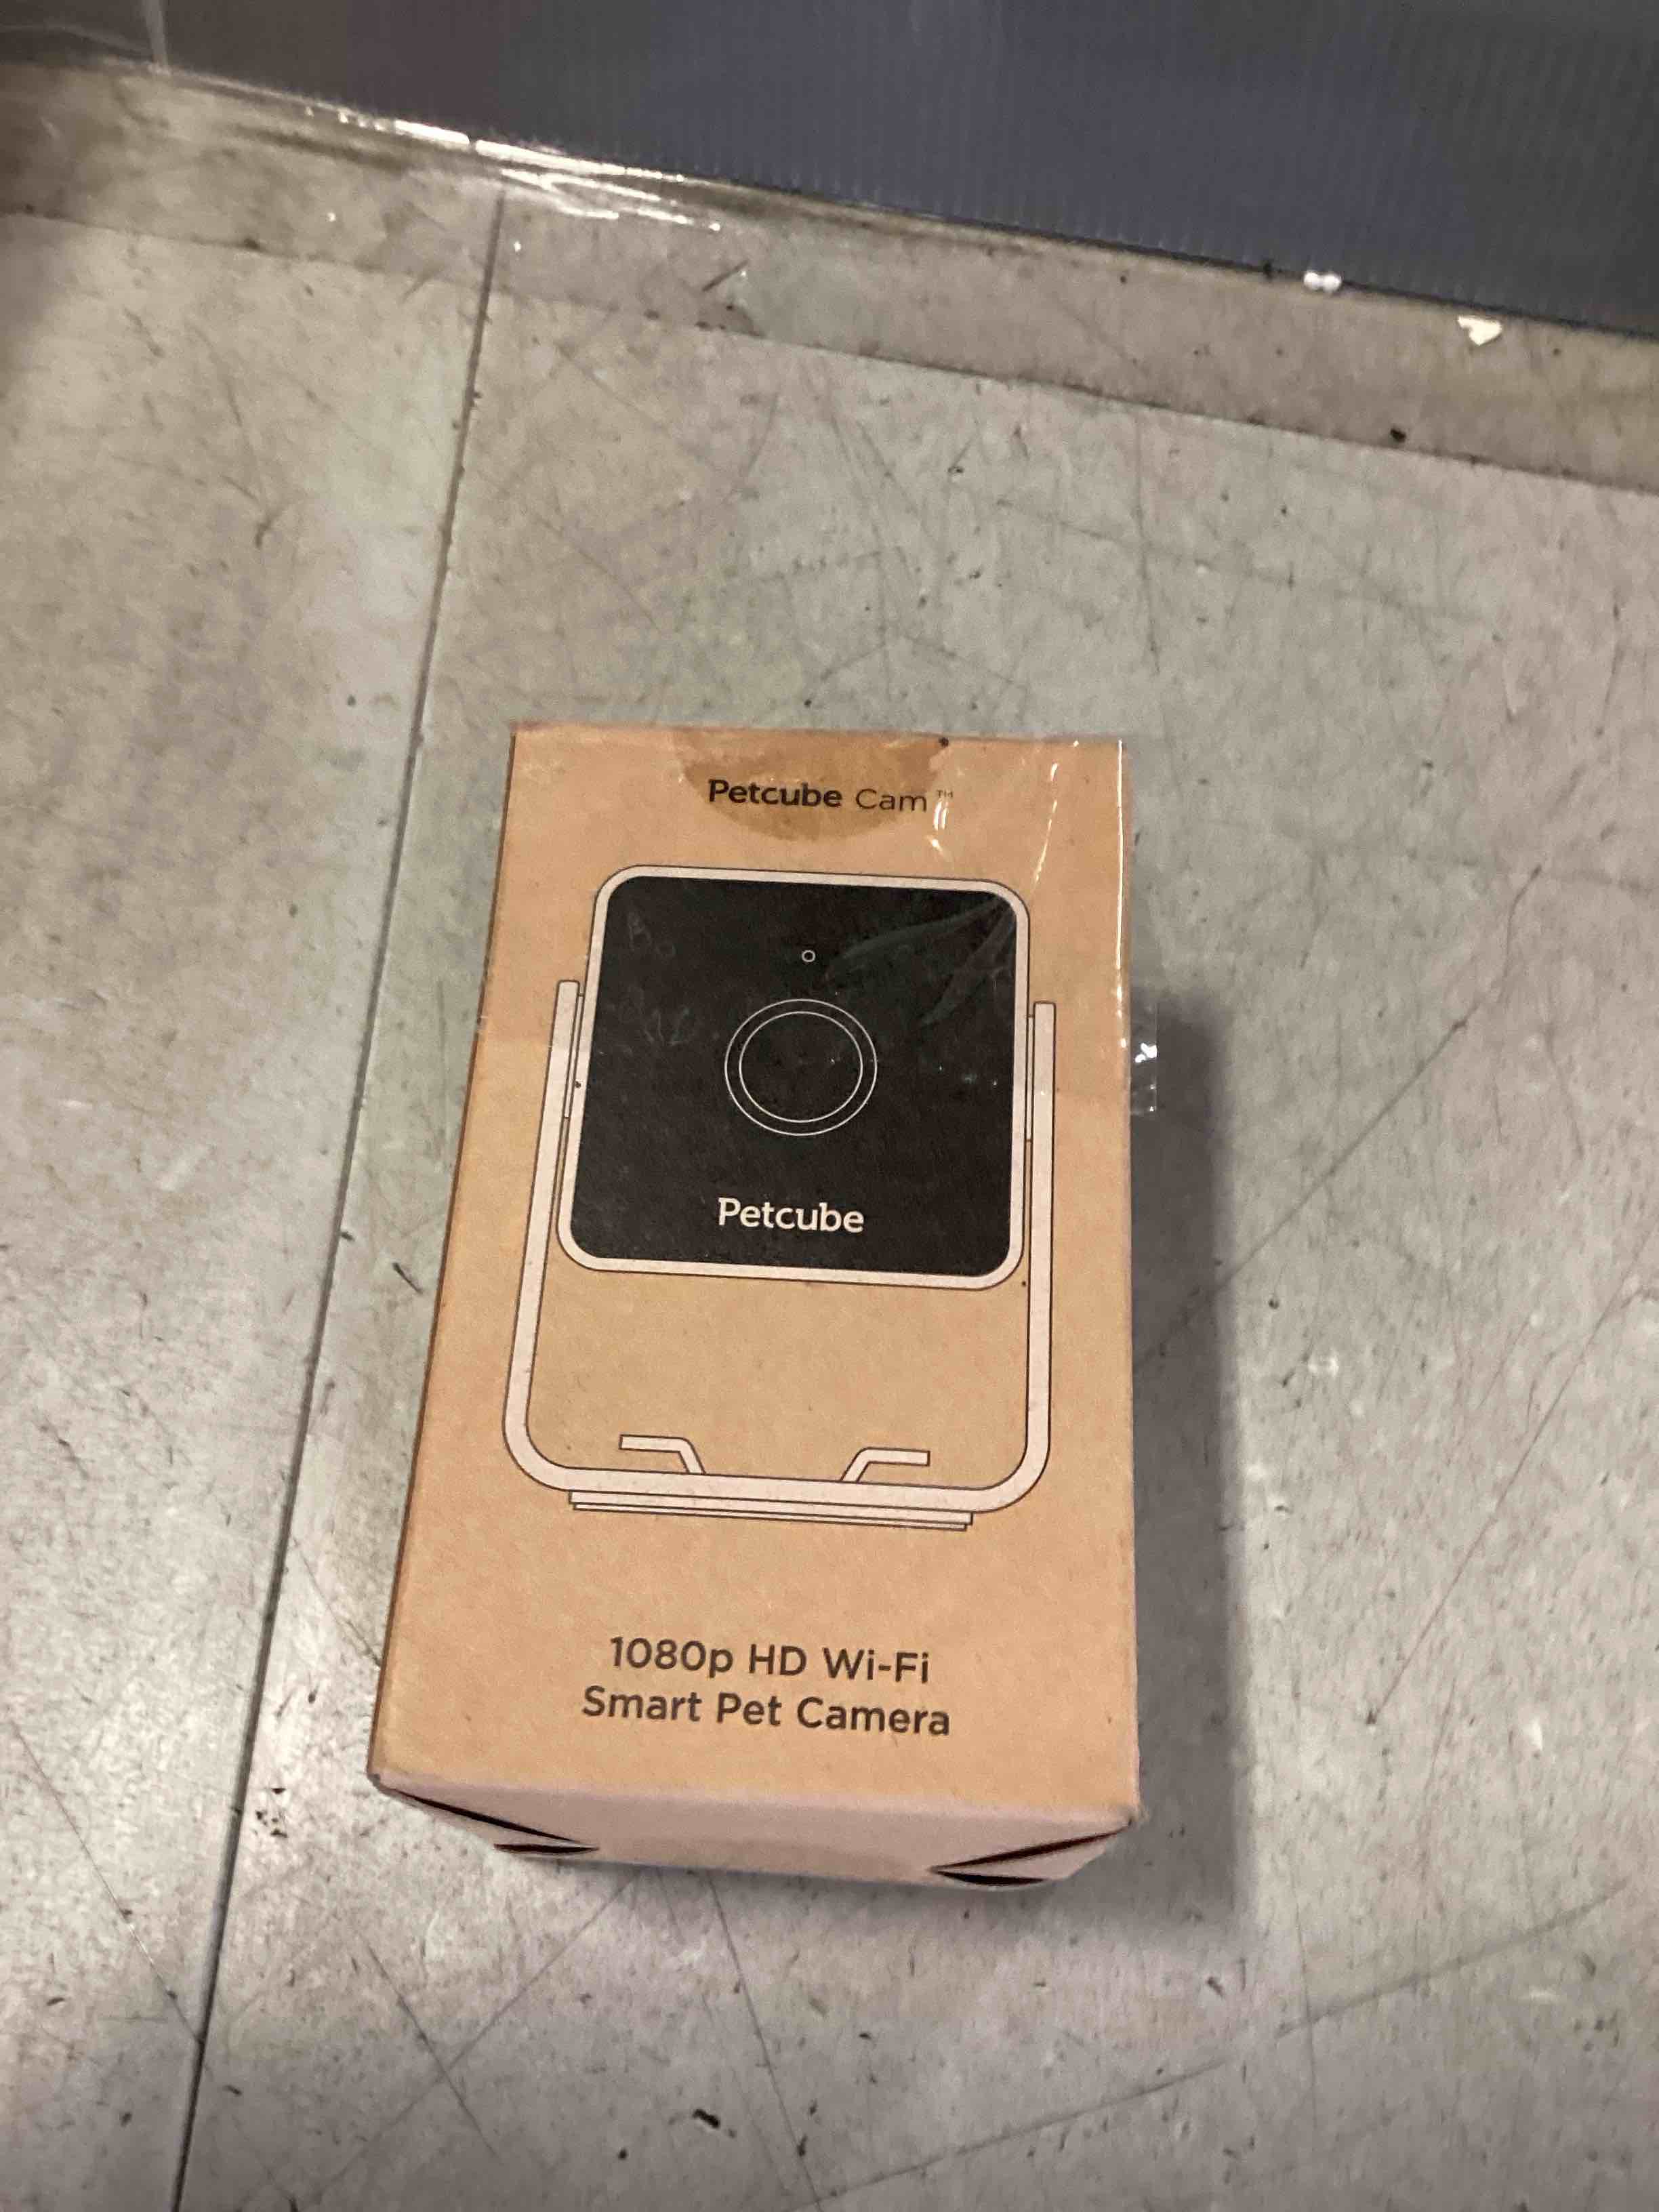 Petcube Cam™
Petcube
1080p HD Wi-Fi
Smart Pet Camera